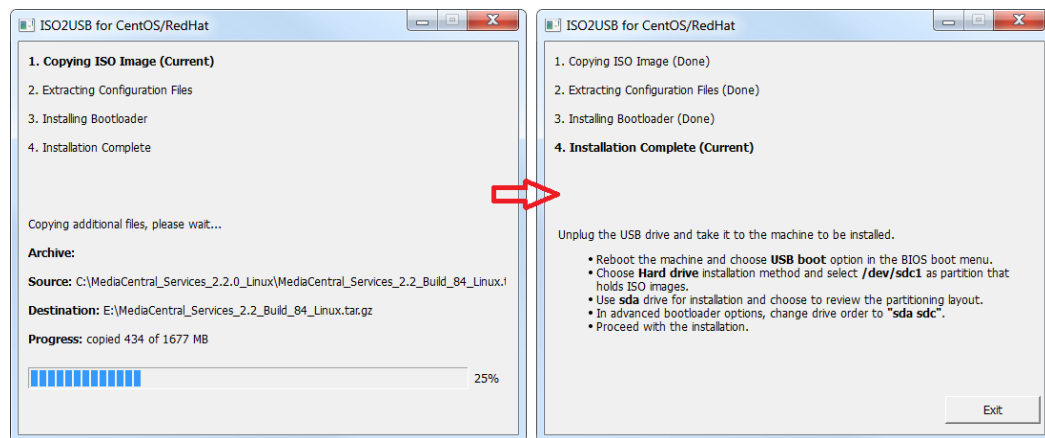 ISO2USB for CentOS/RedHat
1. Copying ISO Image (Current)
2. Extracting Configuration Files
3. Installing Bootloader
4. Installation Complete
Copying additional files, please wait...
Archive:
Source: C:\MediaCentral_Services_2.2.0_Linux\MediaCentral_Services_2.2_Build_84_Linux.t
Destination: E:\MediaCentral_Services_2.2_Build_84_Linux.tar.gz
Progress: copied 434 of 1677 MB
25%
ISO2USB for CentOS/RedHat
1. Copying ISO Image (Done)
2. Extracting Configuration Files (Done)
3. Installing Bootloader (Done)
4. Installation Complete (Current)
Unplug the USB drive and take it to the machine to be installed.
• Reboot the machine and choose USB boot option in the BIOS boot menu.
• Choose Hard drive installation method and select /dev/sdc1 as partition that
holds ISO images.
• Use sda drive for installation and choose to review the partitioning layout.
• In advanced bootloader options, change drive order to "sda sdc".
• Proceed with the installation.
Exit